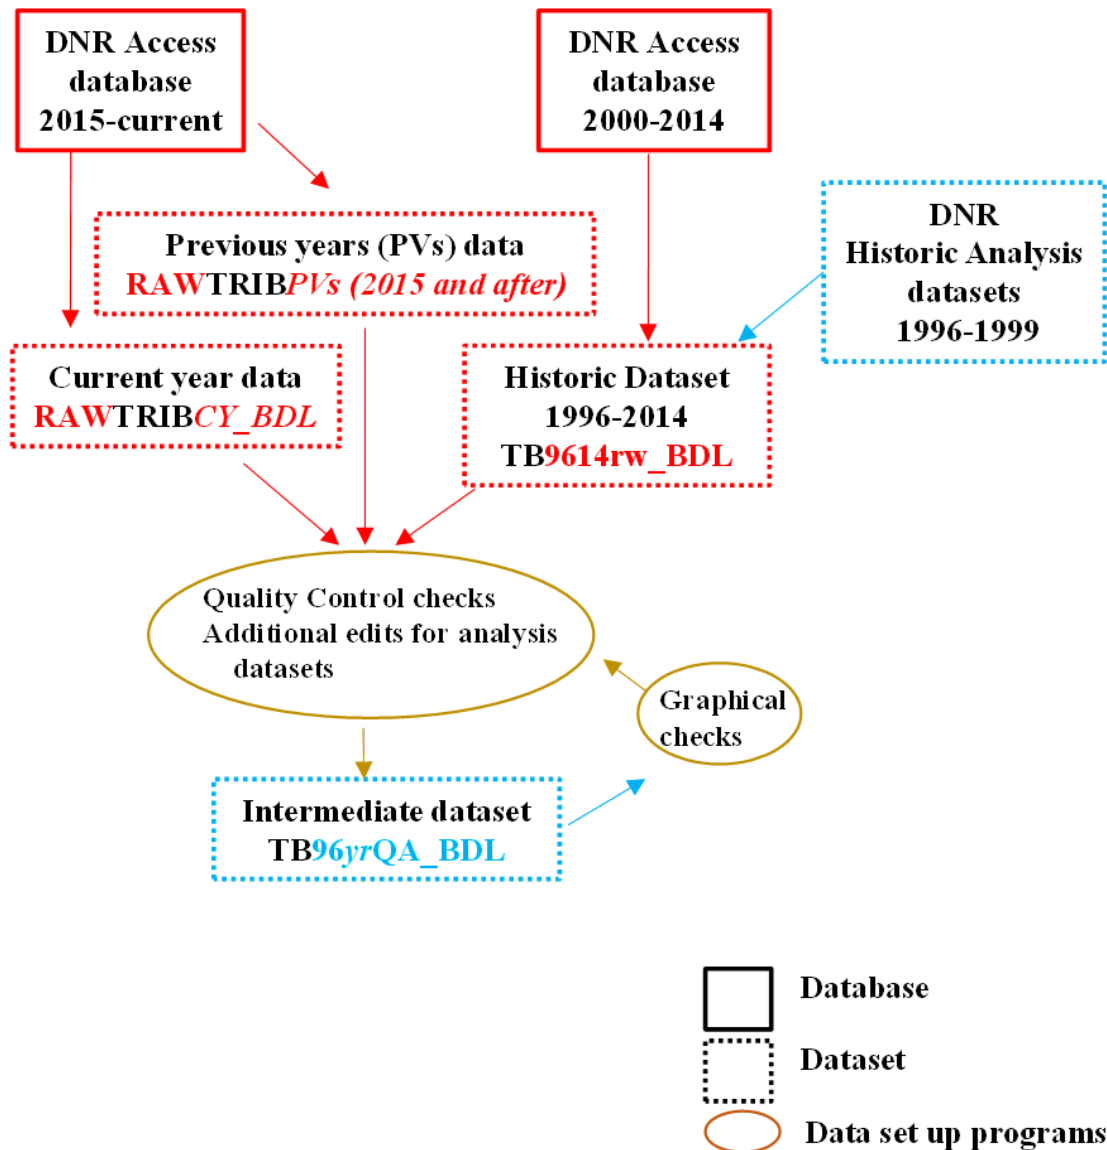 DNR Access
database
2015-current
DNR Access
database
2000-2014
DNR
Historic Analysis
datasets
1996-1999
Previous years (PVs) data
RAWTRIBPVs (2015 and after)
Current year data
RAWTRIBCY_BDL
Historic Dataset
1996-2014
TB9614rw_BDL
Quality Control checks
Additional edits for analysis
datasets
Graphical
checks
Intermediate dataset
TB96yrQA_BDL
Database
Dataset
Data set up programs